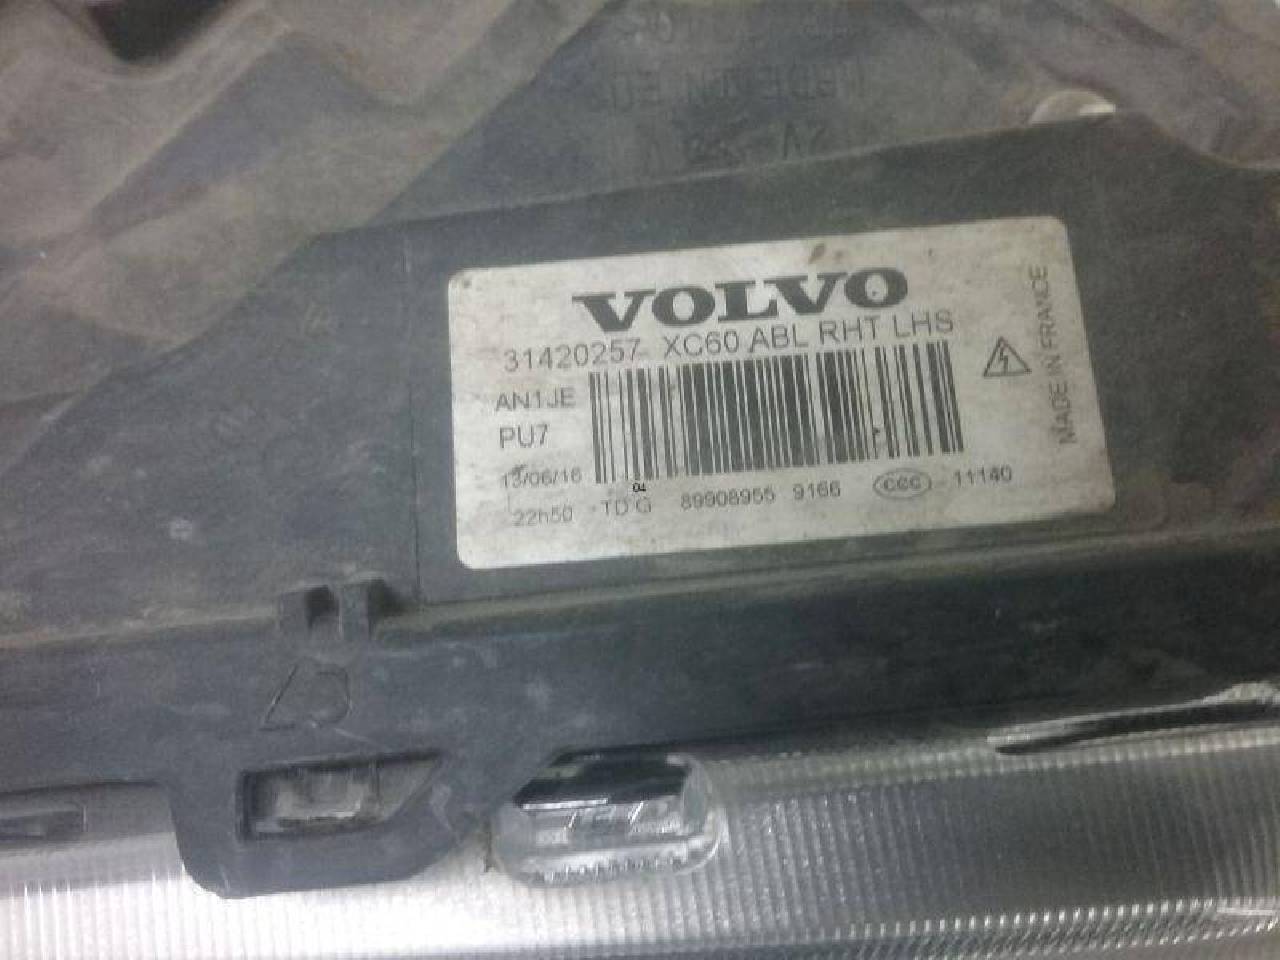 VOLVO
31420257 XC60 ABL RHT LHS
AN1JE
PU7
13/06/16
22h50 TD G 04 89908955 9166 CCC 11140
MADE IN FRANCE